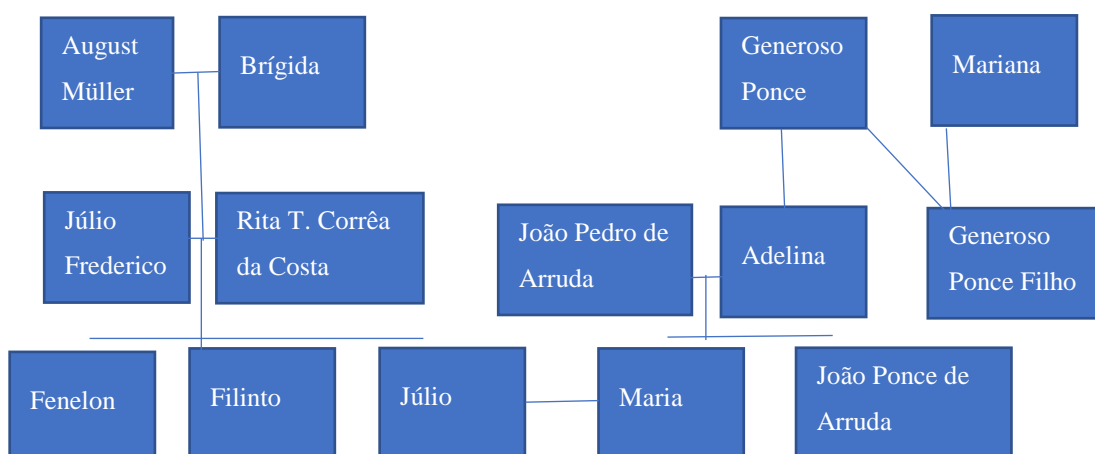 August
Müller
Brígida
Generoso
Ponce
Mariana
Júlio
Frederico
Rita T. Corrêa
da Costa
João Pedro de
Arruda
Adelina
Generoso
Ponce Filho
Fenelon
Filinto
Júlio
Maria
João Ponce de
Arruda